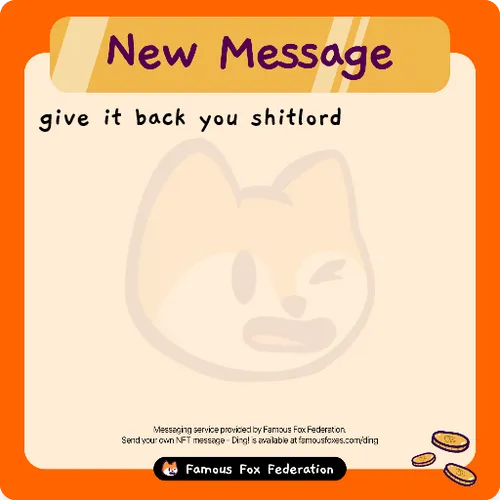 New Message
give it back you shitlord
Messaging service provided by Famous Fox Federation.
Send your own NFT message - Ding! is available at famousfoxes.com/ding
Famous Fox Federation